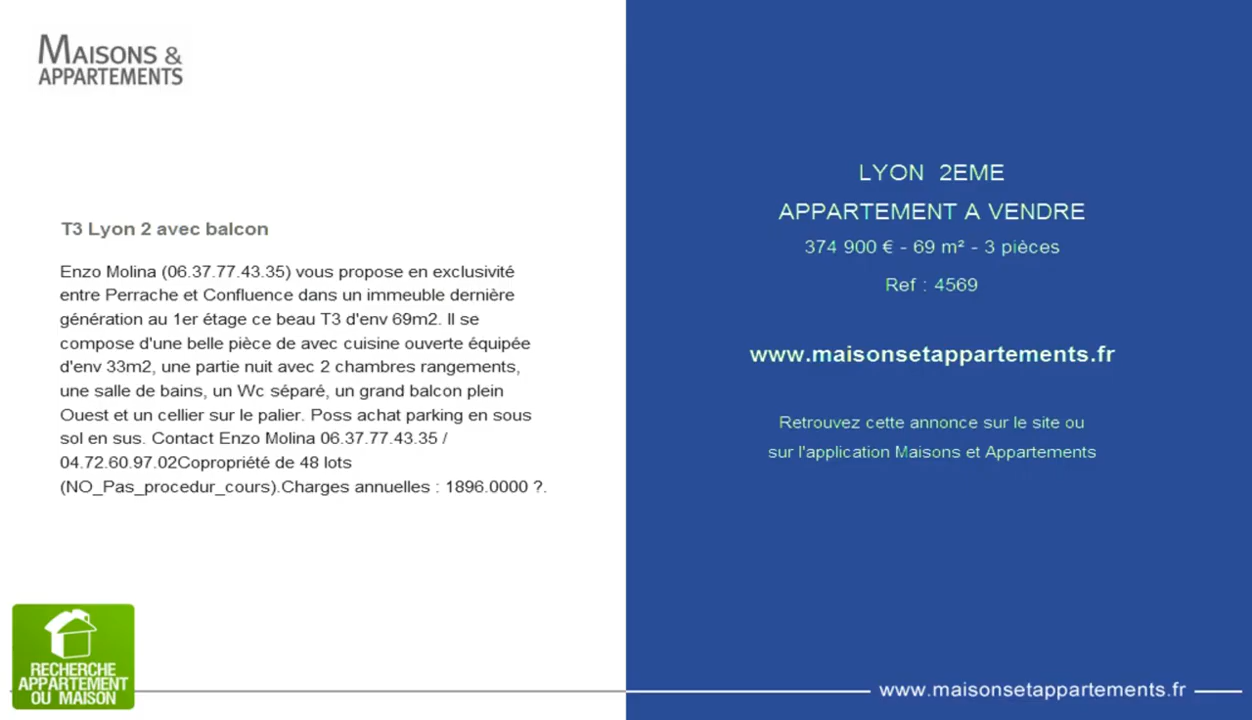 MAISONS &
APPARTEMENTS
T3 Lyon 2 avec balcon
Enzo Molina (06.37.77.43.35) vous propose en exclusivité
entre Perrache et Confluence dans un immeuble dernière
génération au 1er étage ce beau T3 d'env 69m2. Il se
compose d'une belle pièce de avec cuisine ouverte équipée
d'env 33m2, une partie nuit avec 2 chambres rangements,
une salle de bains, un Wc séparé, un grand balcon plein
Ouest et un cellier sur le palier. Poss achat parking en sous
sol en sus. Contact Enzo Molina 06.37.77.43.35 /
04.72.60.97.02Copropriété de 48 lots
(NO_Pas_procedur_cours).Charges annuelles : 1896.0000 ?.
RECHERCHE
APPARTEMENT
OU MAISON
LYON 2EME
APPARTEMENT A VENDRE
374 900 € - 69 m² - 3 pièces
Ref : 4569
www.maisonsetappartements.fr
Retrouvez cette annonce sur le site ou
sur l'application Maisons et Appartements
www.maisonsetappartements.fr